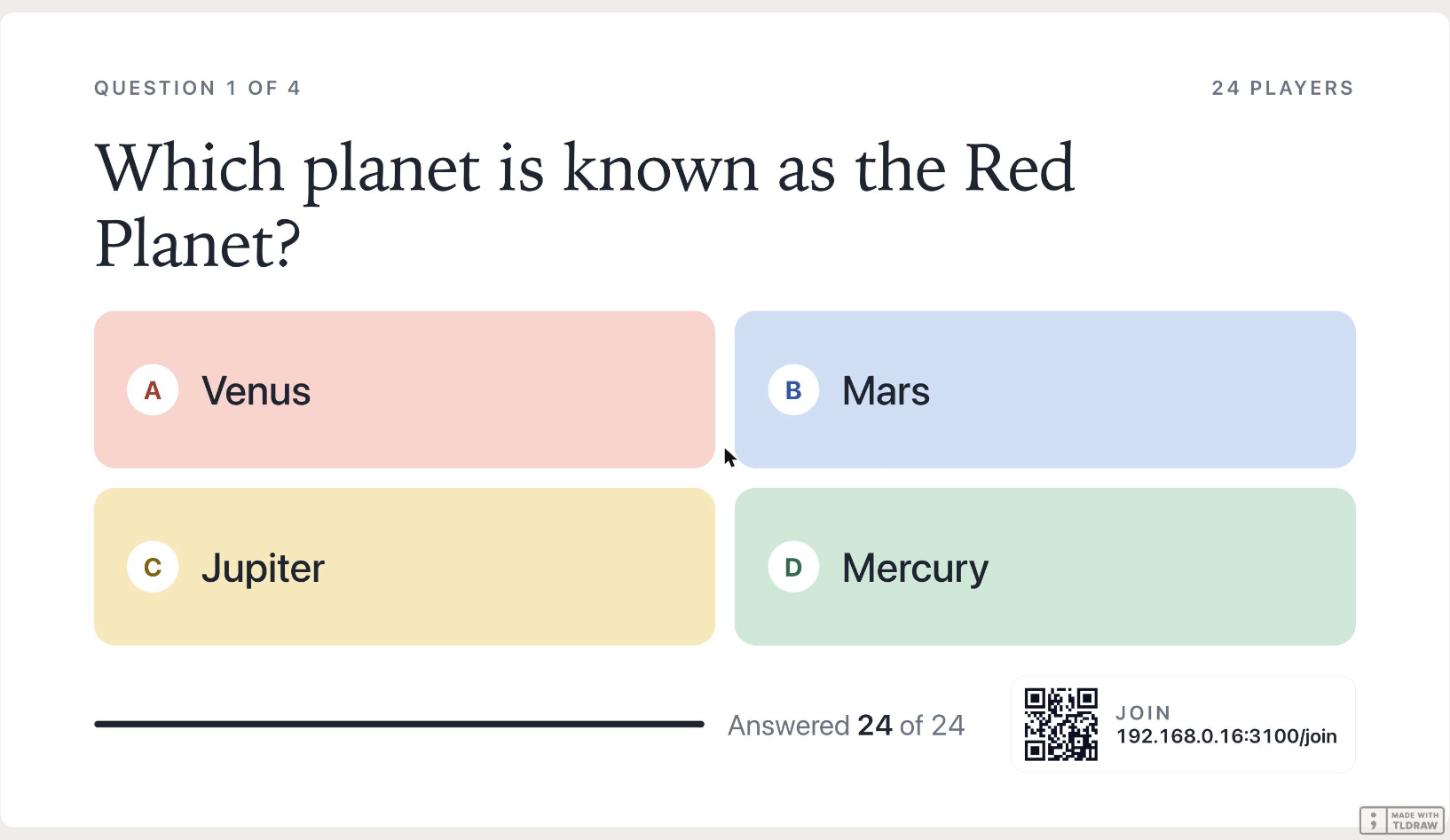 QUESTION 1 OF 4
24 PLAYERS
Which planet is known as the Red
Planet?
A Venus
B Mars
C Jupiter
D Mercury
Answered 24 of 24
JOIN
192.168.0.16:3100/join
MADE WITH
TLDRAW